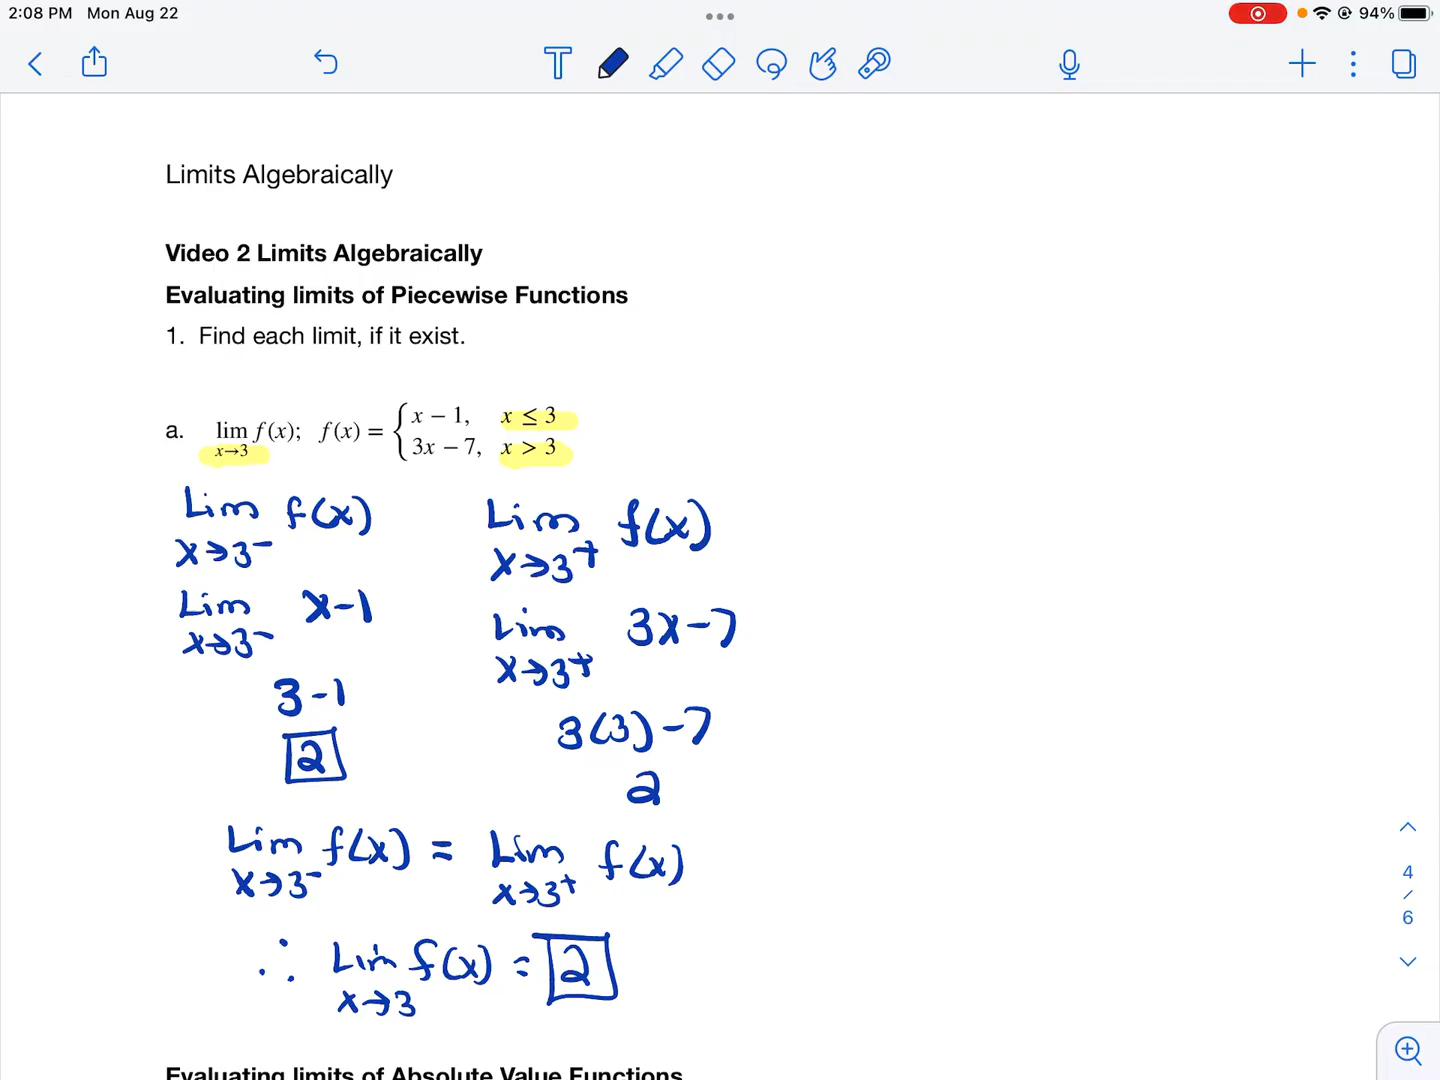 2:08 PM Mon Aug 22 94%
T
Limits Algebraically
Video 2 Limits Algebraically
Evaluating limits of Piecewise Functions
1. Find each limit, if it exist.
a. lim x→3 f(x); f(x) = { x − 1, x ≤ 3
3x − 7, x > 3
Lim x→3⁻ f(x) Lim x→3⁺ f(x)
Lim x→3⁻ x-1 Lim x→3⁺ 3x-7
3-1 3(3)-7
2 2
Lim x→3⁻ f(x) = Lim x→3⁺ f(x)
∴ Lim x→3 f(x) = 2
4
/
6
Evaluating limits of Absolute Value Functions